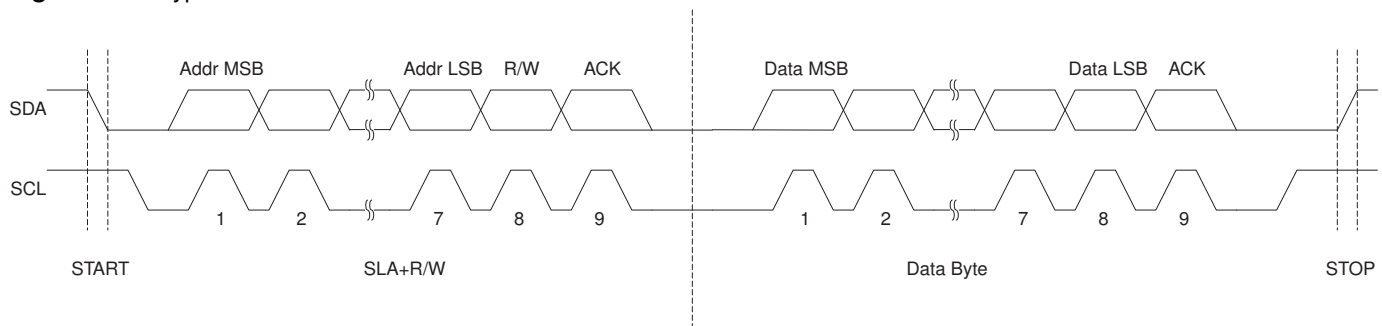 Addr MSB Addr LSB R/W ACK Data MSB Data LSB ACK
SDA
SCL
1 2 7 8 9 1 2 7 8 9
START SLA+R/W Data Byte STOP